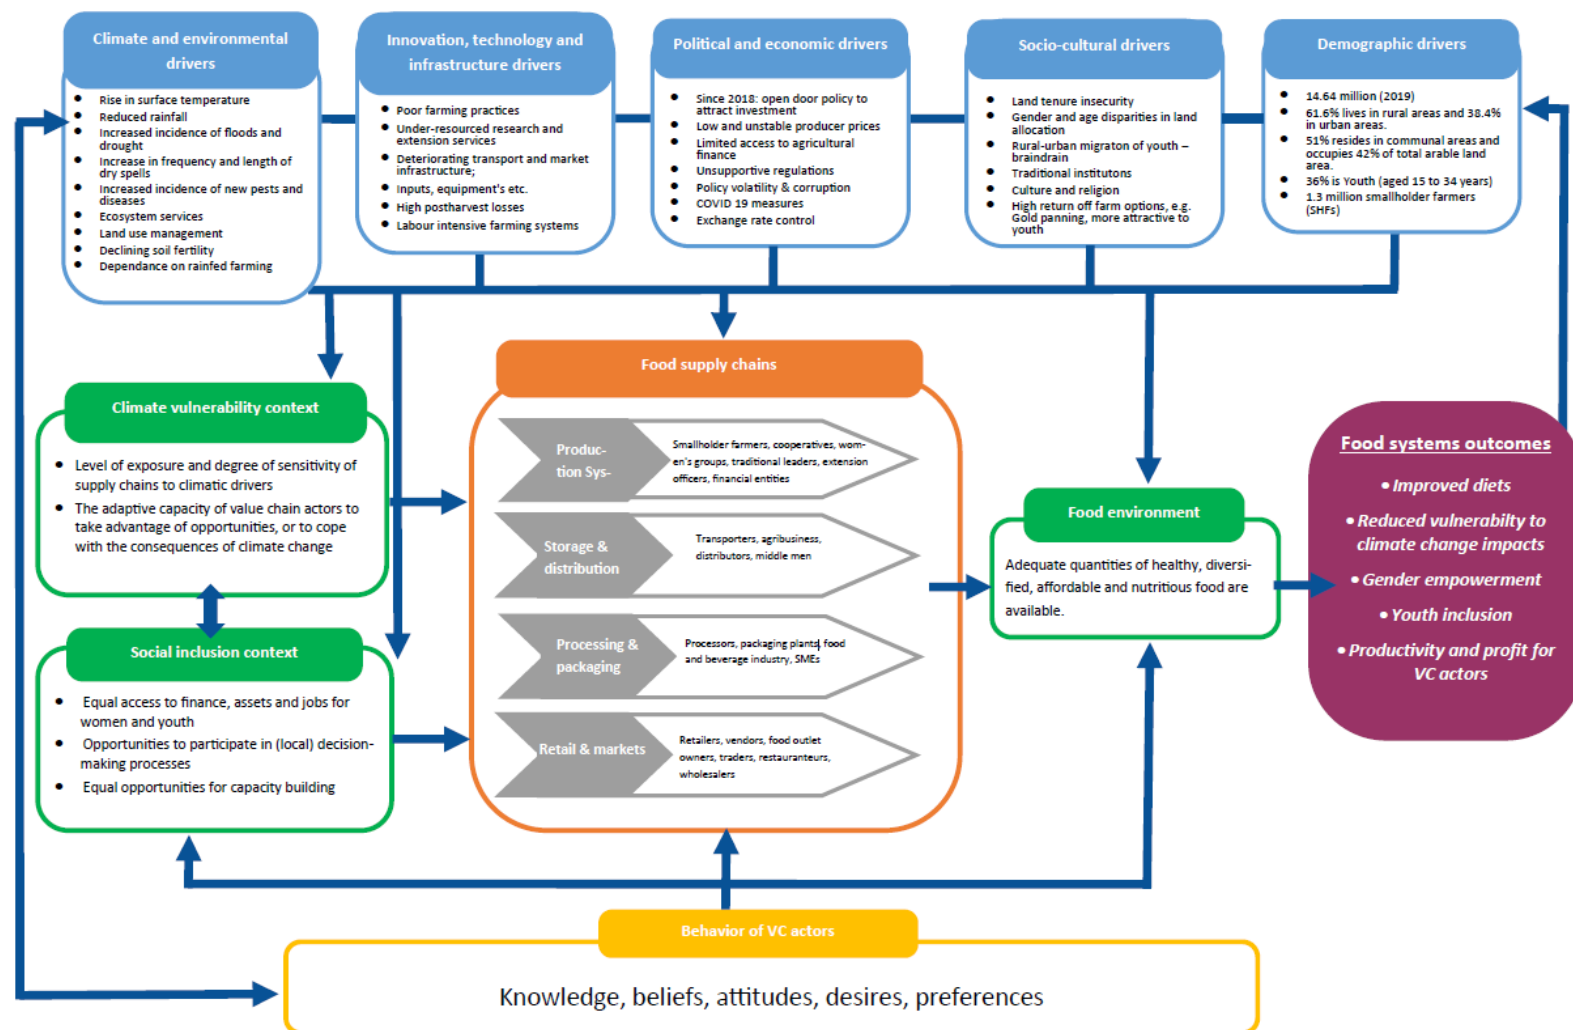 Climate and environmental
drivers
Rise in surface temperature
Reduced rainfall
Increased incidence of floods and
drought
Increase in frequency and length of
dry spells
Increased incidence of new pests and
diseases
Ecosystem services
Land use management
Declining soil fertility
Dependance on rainfed farming
Innovation, technology and
infrastructure drivers
Poor farming practices
Under-resourced research and
extension services
Deteriorating transport and market
infrastructure;
Inputs, equipment's etc.
High postharvest losses
Labour intensive farming systems
Political and economic drivers
Since 2018: open door policy to
attract investment
Low and unstable producer prices
Limited access to agricultural
finance
Unsupportive regulations
Policy volatility & corruption
COVID 19 measures
Exchange rate control
Socio-cultural drivers
Land tenure insecurity
Gender and age disparities in land
allocation
Rural-urban migraton of youth –
braindrain
Traditional institutons
Culture and religion
High return off farm options, e.g.
Gold panning, more attractive to
youth
Demographic drivers
14.64 million (2019)
61.6% lives in rural areas and 38.4%
in urban areas.
51% resides in communal areas and
occupies 42% of total arable land
area.
36% is Youth (aged 15 to 34 years)
1.3 million smallholder farmers
(SHFs)
Climate vulnerability context
Level of exposure and degree of sensitivity of
supply chains to climatic drivers
The adaptive capacity of value chain actors to
take advantage of opportunities, or to cope
with the consequences of climate change
Social inclusion context
Equal access to finance, assets and jobs for
women and youth
Opportunities to participate in (local) decision-
making processes
Equal opportunities for capacity building
Food supply chains
Produc-
tion Sys-
Smallholder farmers, cooperatives, wom-
en's groups, traditional leaders, extension
officers, financial entities
Storage &
distribution
Transporters, agribusiness,
distributors, middle men
Processing &
packaging
Processors, packaging plants, food
and beverage industry, SMEs
Retail & markets
Retailers, vendors, food outlet
owners, traders, restauranteurs,
wholesalers
Food environment
Adequate quantities of healthy, diversi-
fied, affordable and nutritious food are
available.
Food systems outcomes
Improved diets
Reduced vulnerabilty to
climate change impacts
Gender empowerment
Youth inclusion
Productivity and profit for
VC actors
Behavior of VC actors
Knowledge, beliefs, attitudes, desires, preferences